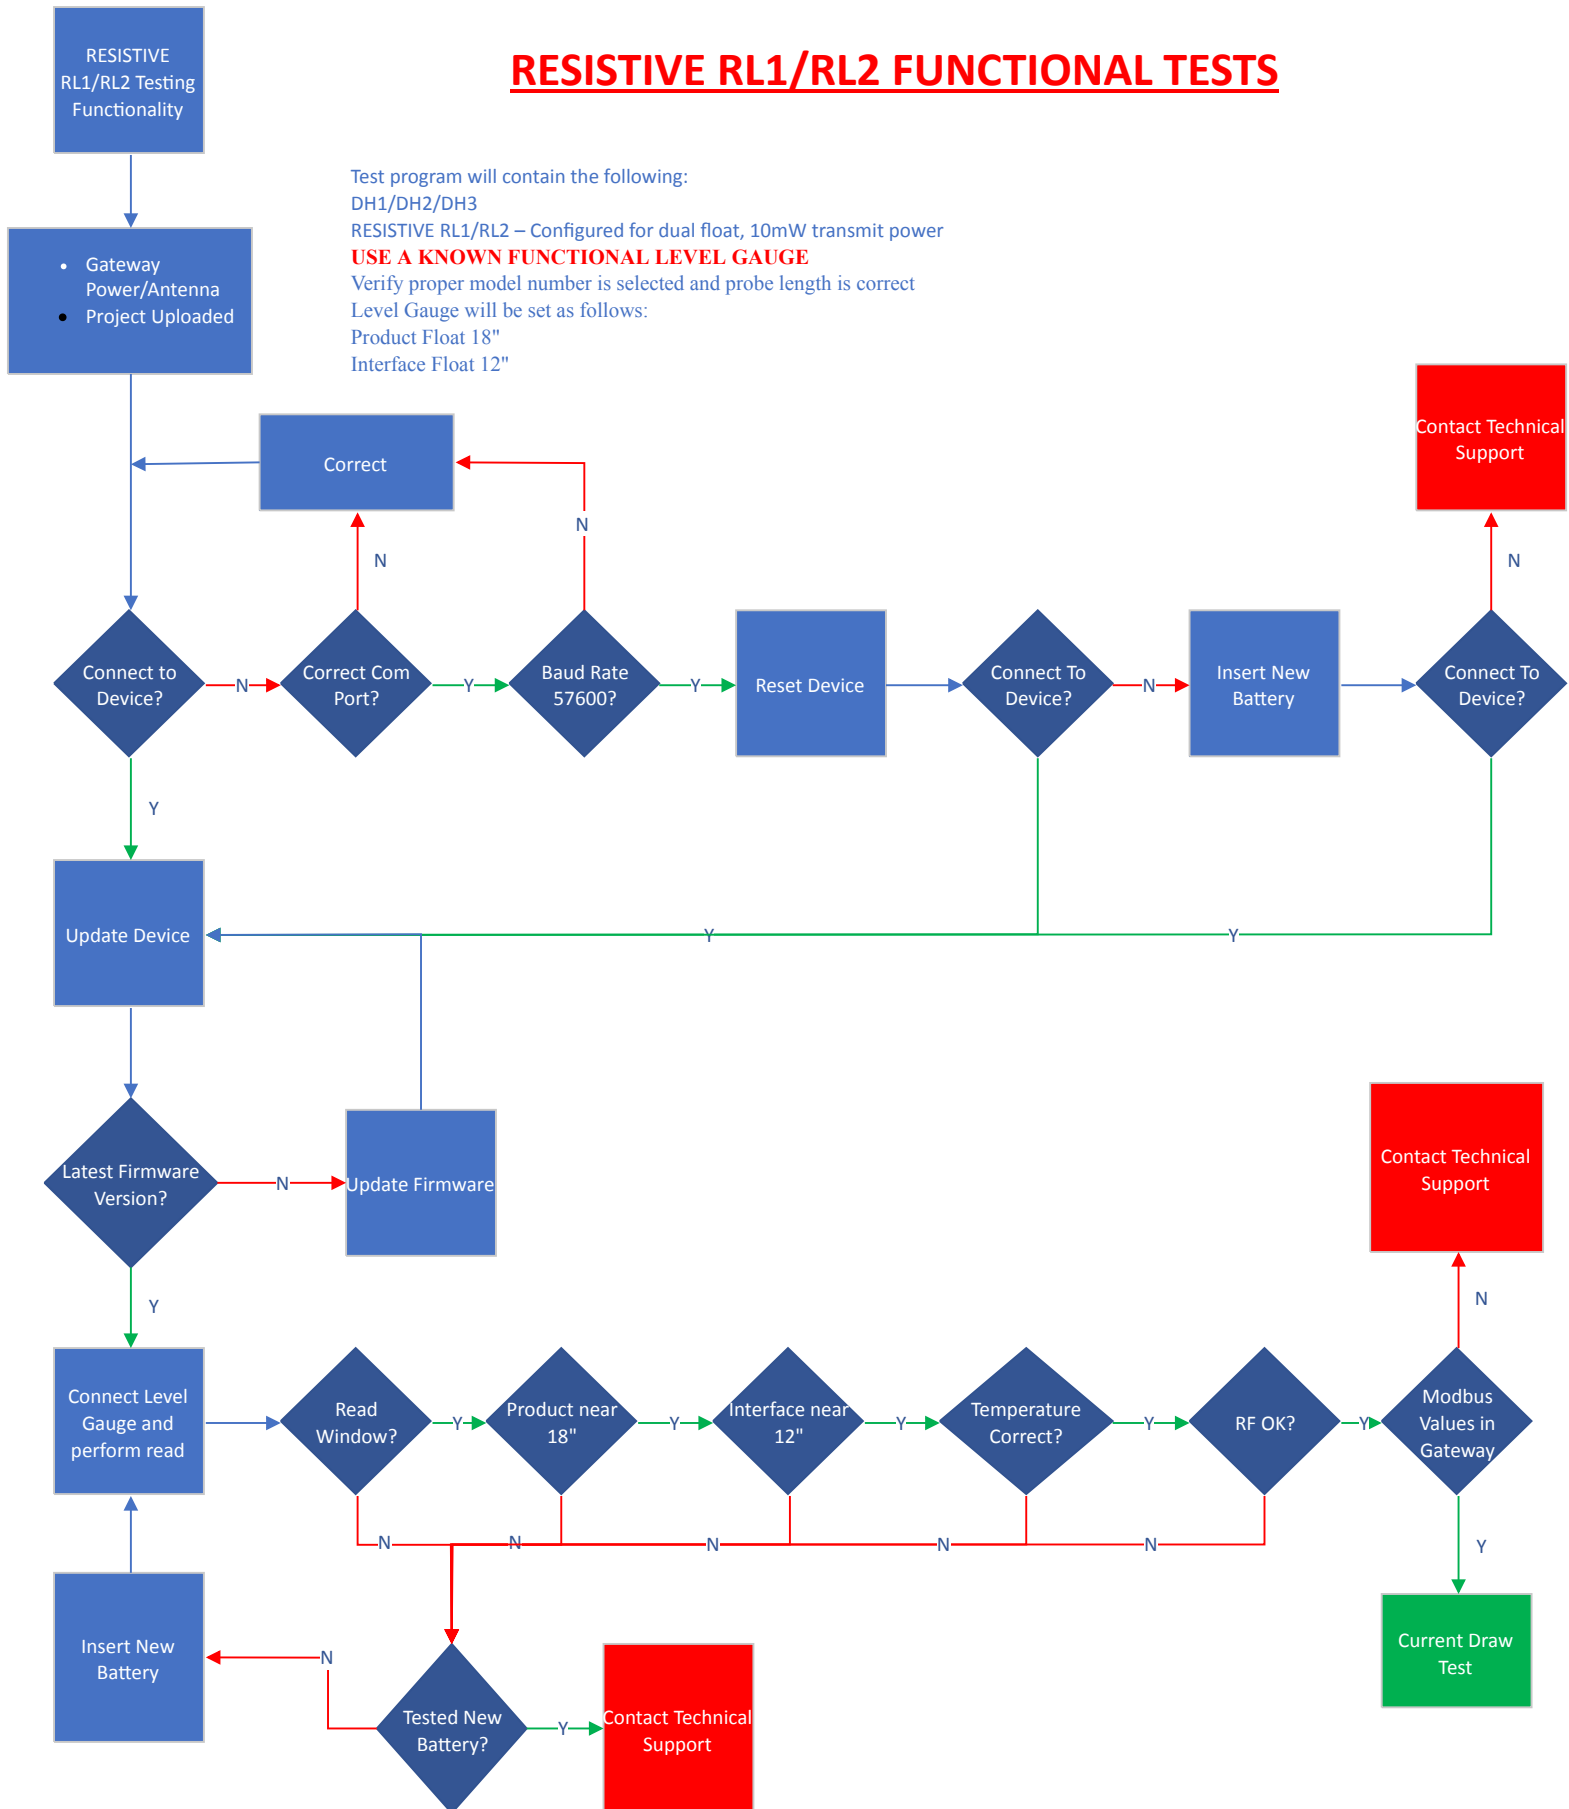 RESISTIVE
RL1/RL2 Testing
Functionality
RESISTIVE RL1/RL2 FUNCTIONAL TESTS
Test program will contain the following:
DH1/DH2/DH3
RESISTIVE RL1/RL2 – Configured for dual float, 10mW transmit power
USE A KNOWN FUNCTIONAL LEVEL GAUGE
Verify proper model number is selected and probe length is correct
Level Gauge will be set as follows:
Product Float 18"
Interface Float 12"
• Gateway
Power/Antenna
• Project Uploaded
Correct
N
N
Contact Technical
Support
N
Connect to
Device?
N
Correct Com
Port?
Y
Baud Rate
57600?
Y
Reset Device
Connect To
Device?
N
Insert New
Battery
Connect To
Device?
Y
Update Device
Y
Y
Latest Firmware
Version?
N
Update Firmware
Contact Technical
Support
Y
N
Connect Level
Gauge and
perform read
Read
Window?
Y
Product near
18"
Y
Interface near
12"
Y
Temperature
Correct?
Y
RF OK?
Y
Modbus
Values in
Gateway
N
N
N
N
N
Y
Insert New
Battery
N
Tested New
Battery?
Y
Contact Technical
Support
Current Draw
Test